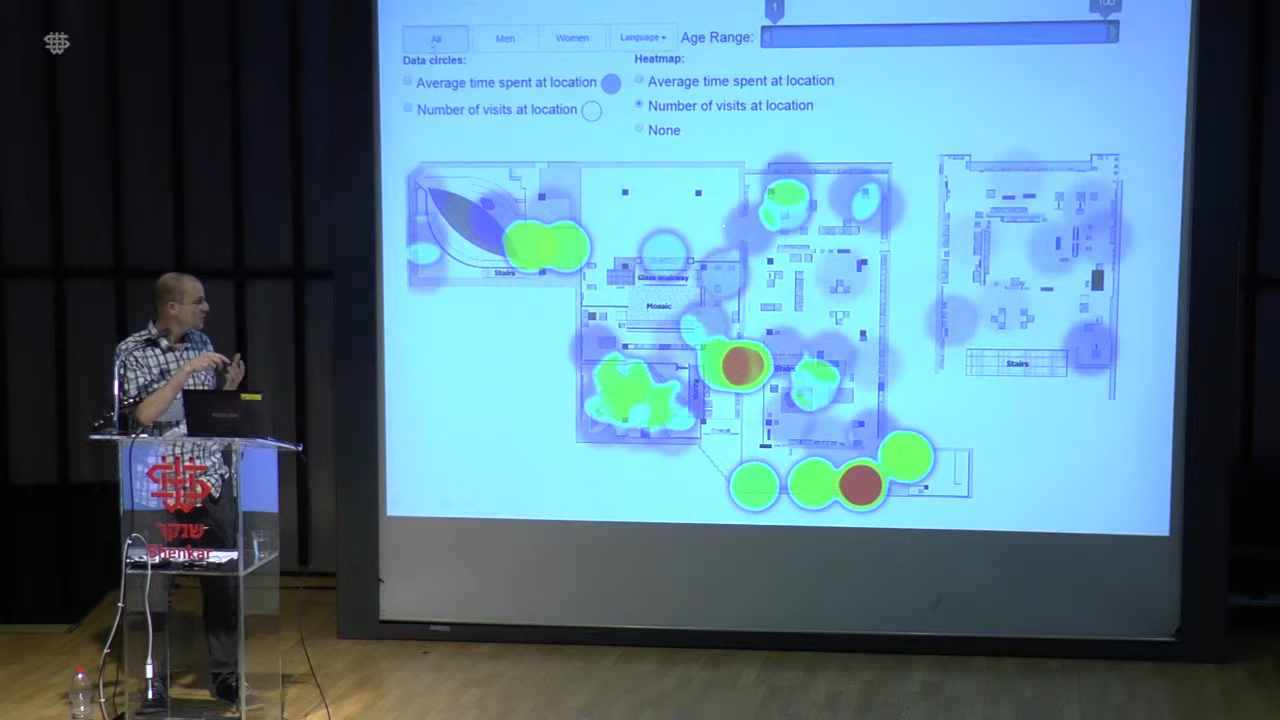 1
100
All
Men
Women
Language
Age Range:
Data circles:
Average time spent at location
Number of visits at location
Heatmap:
Average time spent at location
Number of visits at location
None
Stairs
Glass Walkway
Mosaic
Stairs
Ramp
Stairs
שנקר
Shenkar